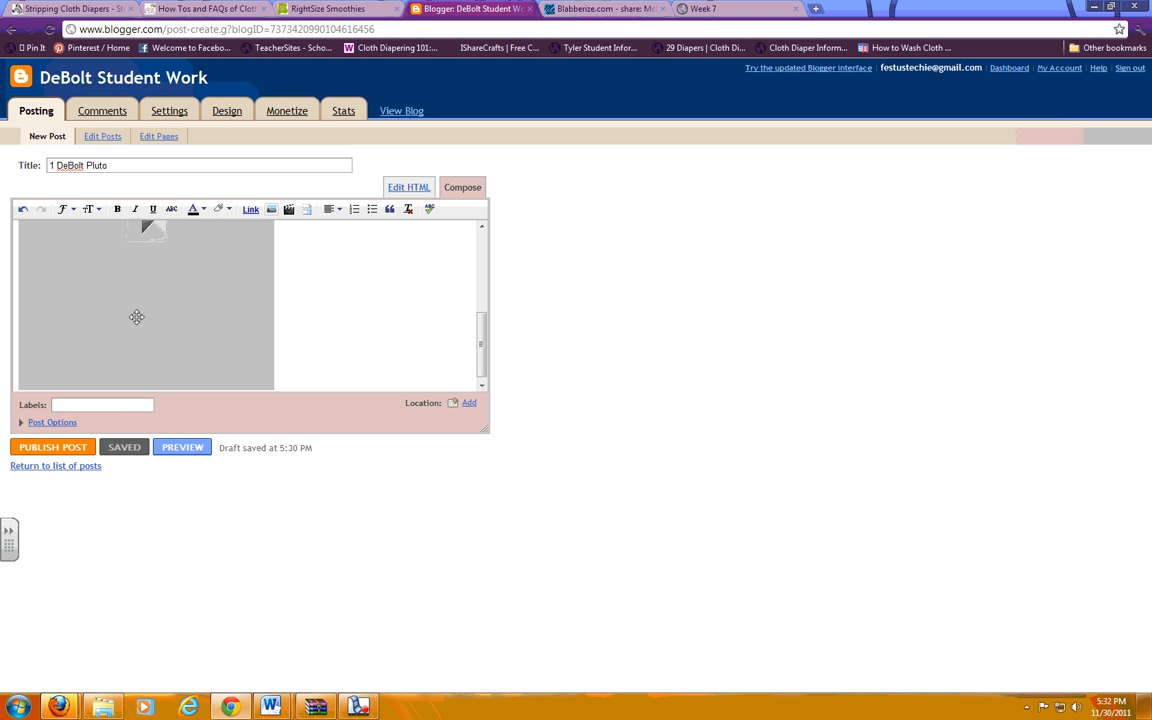 Stripping Cloth Diapers - St
How Tos and FAQs of Clot
RightSize Smoothies
Blogger: DeBolt Student W
Blabberize.com - share: Mc
Week 7
www.blogger.com/post-create.g?blogID=7373420990104616456
Pin It
Pinterest / Home
Welcome to Facebo...
TeacherSites - Scho...
Cloth Diapering 101:...
IShareCrafts | Free C...
Tyler Student Infor...
29 Diapers | Cloth Di...
Cloth Diaper Inform...
How to Wash Cloth ...
Other bookmarks
DeBolt Student Work
Try the updated Blogger interface | festustechie@gmail.com | Dashboard | My Account | Help | Sign out
Posting Comments Settings Design Monetize Stats View Blog
New Post Edit Posts Edit Pages
Title: 1 DeBolt Pluto
Edit HTML Compose
F TT B I U ABC A Link
Labels: Location: Add
Post Options
PUBLISH POST SAVED PREVIEW Draft saved at 5:30 PM
Return to list of posts
5:32 PM
11/30/2011